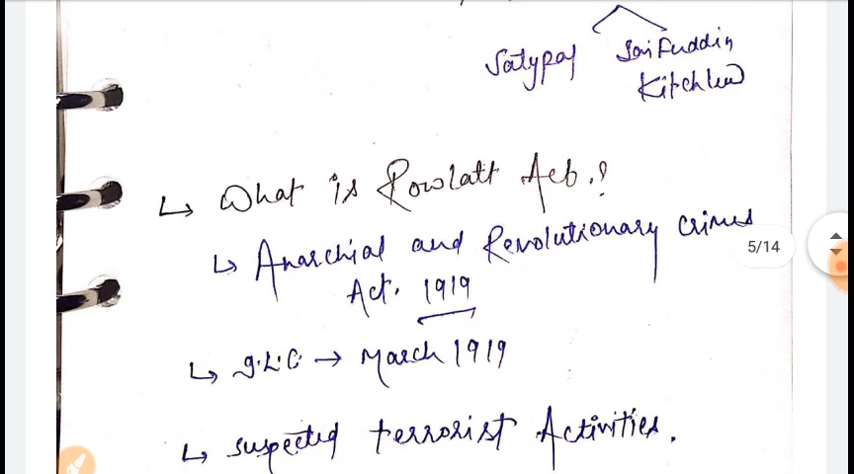 Satypal Saifuddin
Kitchlew
↳ What is Rowlatt Act.?
↳ Anarchial and Revolutionary crimes
Act. 1919
5/14
↳ I.L.C. → March 1919
↳ suspected terrorist Activities.